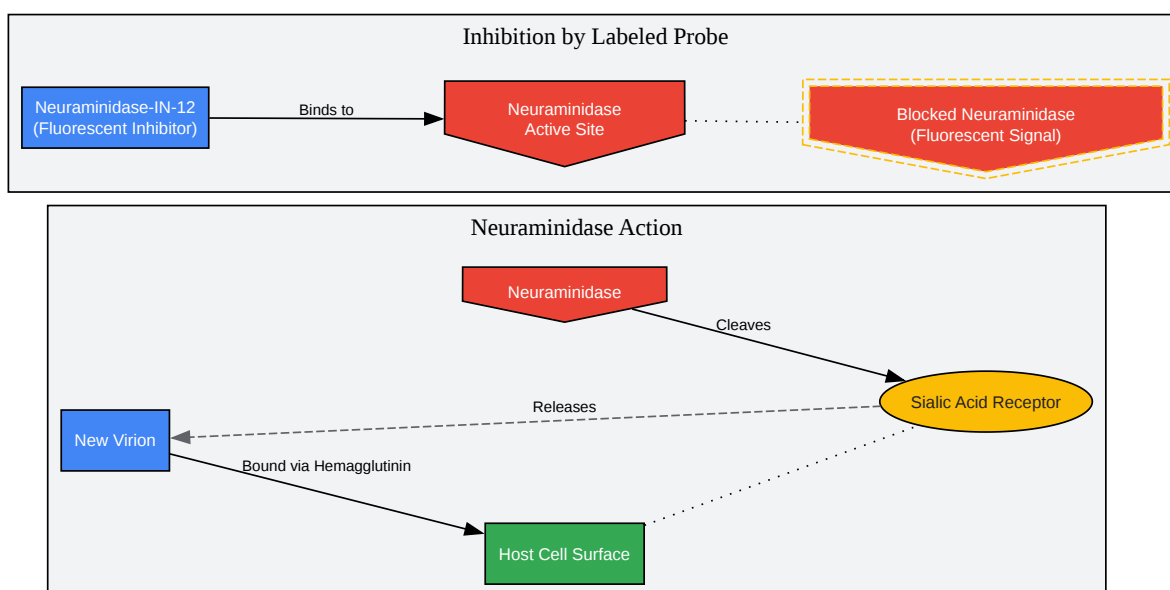 Inhibition by Labeled Probe
Neuraminidase-IN-12
(Fluorescent Inhibitor)
Binds to
Neuraminidase
Active Site
Blocked Neuraminidase
(Fluorescent Signal)
Neuraminidase Action
Neuraminidase
Cleaves
Sialic Acid Receptor
Releases
New Virion
Bound via Hemagglutinin
Host Cell Surface